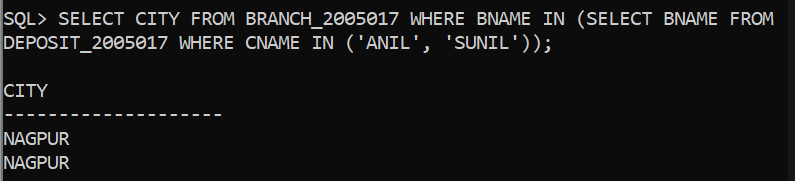 SQL> SELECT CITY FROM BRANCH_2005017 WHERE BNAME IN (SELECT BNAME FROM
DEPOSIT_2005017 WHERE CNAME IN ('ANIL', 'SUNIL'));
CITY
--------------------
NAGPUR
NAGPUR